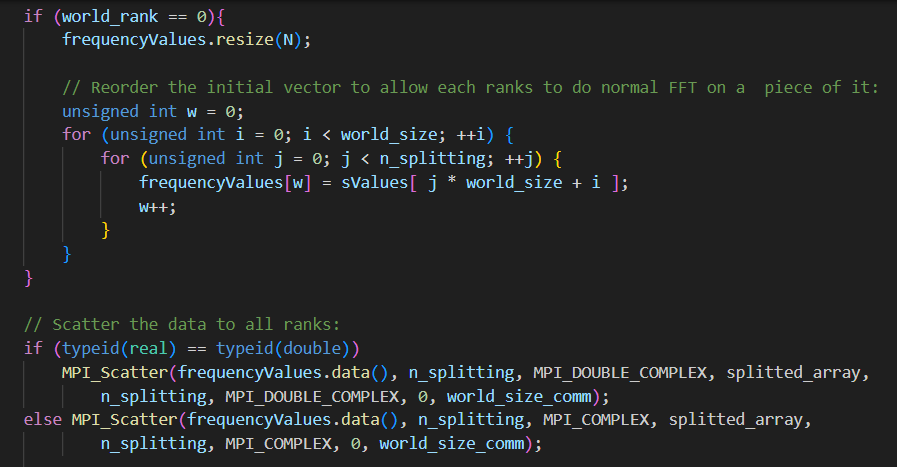 if (world_rank == 0){
    frequencyValues.resize(N);

    // Reorder the initial vector to allow each ranks to do normal FFT on a  piece of it:
    unsigned int w = 0;
    for (unsigned int i = 0; i < world_size; ++i) {
        for (unsigned int j = 0; j < n_splitting; ++j) {
            frequencyValues[w] = sValues[ j * world_size + i ];
            w++;
        }
    }
}

// Scatter the data to all ranks:
if (typeid(real) == typeid(double))
    MPI_Scatter(frequencyValues.data(), n_splitting, MPI_DOUBLE_COMPLEX, splitted_array,
        n_splitting, MPI_DOUBLE_COMPLEX, 0, world_size_comm);
else MPI_Scatter(frequencyValues.data(), n_splitting, MPI_COMPLEX, splitted_array,
        n_splitting, MPI_COMPLEX, 0, world_size_comm);